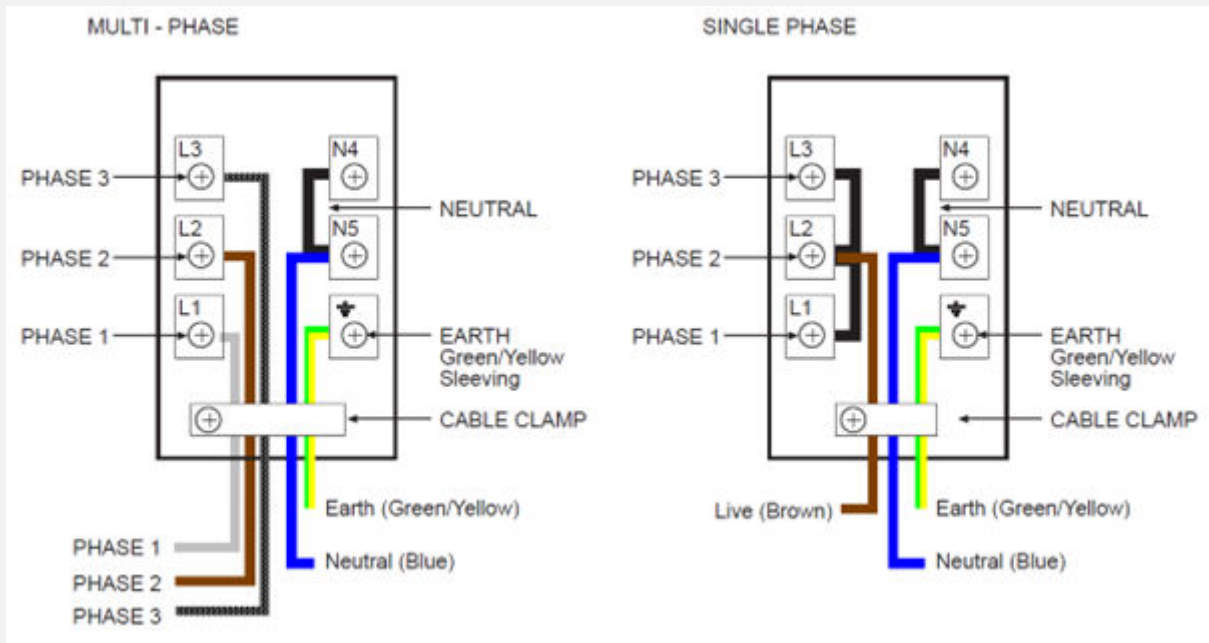 MULTI - PHASE
L3
N4
PHASE 3
NEUTRAL
L2
N5
PHASE 2
L1
PHASE 1
EARTH
Green/Yellow
Sleeving
CABLE CLAMP
Earth (Green/Yellow)
PHASE 1
Neutral (Blue)
PHASE 2
PHASE 3
SINGLE PHASE
L3
N4
PHASE 3
NEUTRAL
L2
N5
PHASE 2
L1
PHASE 1
EARTH
Green/Yellow
Sleeving
CABLE CLAMP
Live (Brown)
Earth (Green/Yellow)
Neutral (Blue)